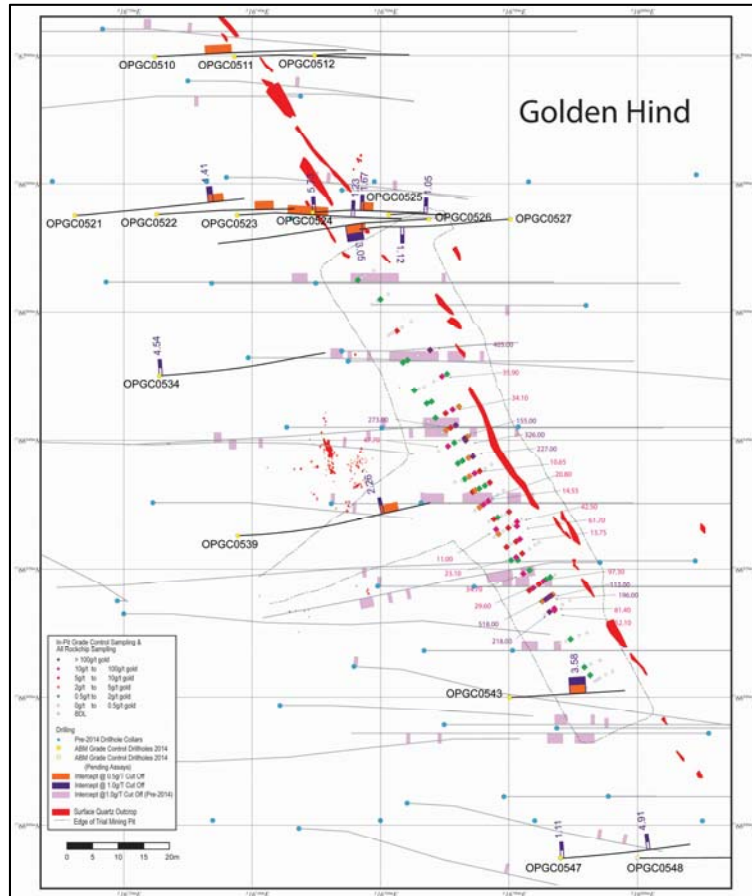 Golden Hind
OPGC0510
OPGC0511
OPGC0512
4.41
1.23
1.67
1.05
OPGC0525
OPGC0521
OPGC0522
OPGC0523
OPGC0524
OPGC0526
OPGC0527
3.05
1.12
4.54
OPGC0534
403.00
35.90
34.10
273.00
155.00
326.00
227.00
10.65
20.80
14.55
42.50
61.70
13.75
2.26
OPGC0539
11.00
23.10
97.50
113.00
196.00
29.60
518.00
81.40
218.00
3.58
OPGC0543
1.11
4.91
OPGC0547
OPGC0548
In-Pit Grade Control Sampling &
All Rockchip Sampling
> 100g/t gold
10g/t to 100g/t gold
5g/t to 10g/t gold
2g/t to 5g/t gold
0.5g/t to 2g/t gold
0g/t to 0.5g/t gold
BDL
Drilling
Pre-2014 Drillhole Collars
ABM Grade Control Drillholes 2014
ABM Grade Control Drillholes 2014
(Pending Assays)
Intercept @ 0.5g/T Cut Off
Intercept @ 1.0g/T Cut Off
Intercept @1.0g/T Cut Off (Pre-2014)
Surface Quartz Outcrop
Edge of Trial Mining Pit
0 5 10 15 20m